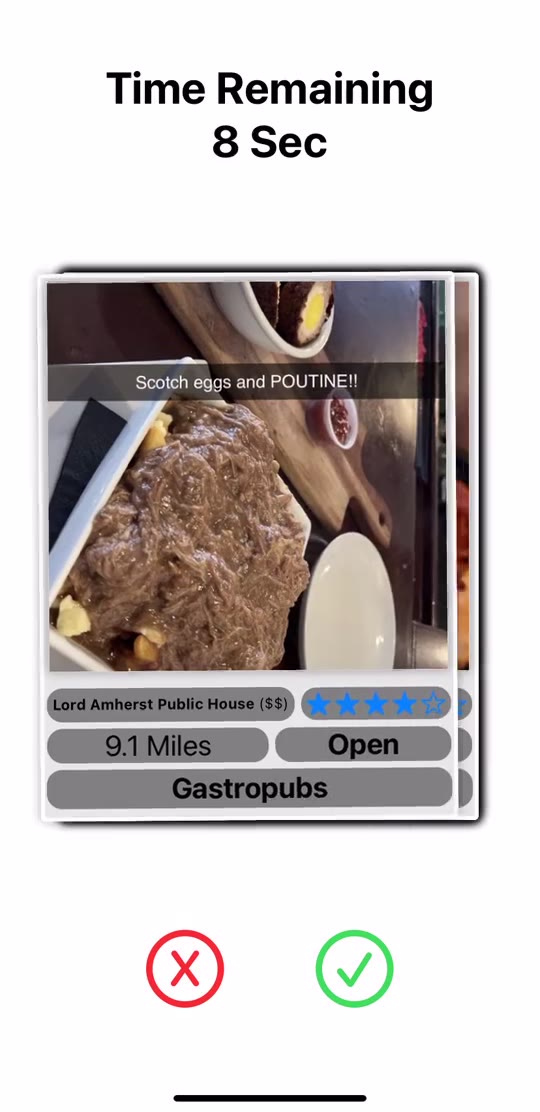 Time Remaining
8 Sec
Scotch eggs and POUTINE!!
Lord Amherst Public House ($$)
9.1 Miles
Open
Gastropubs